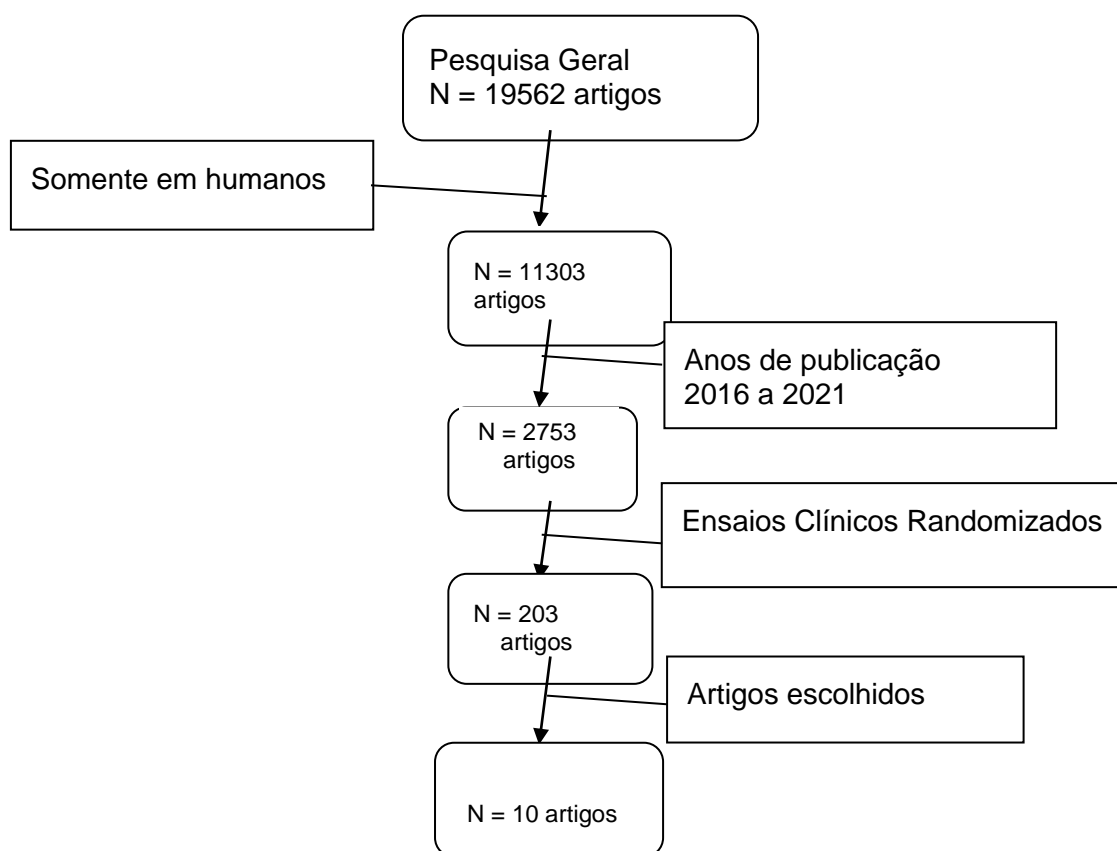 Pesquisa Geral
N = 19562 artigos
Somente em humanos
N = 11303
artigos
Anos de publicação
2016 a 2021
N = 2753
artigos
Ensaios Clínicos Randomizados
N = 203
artigos
Artigos escolhidos
N = 10 artigos